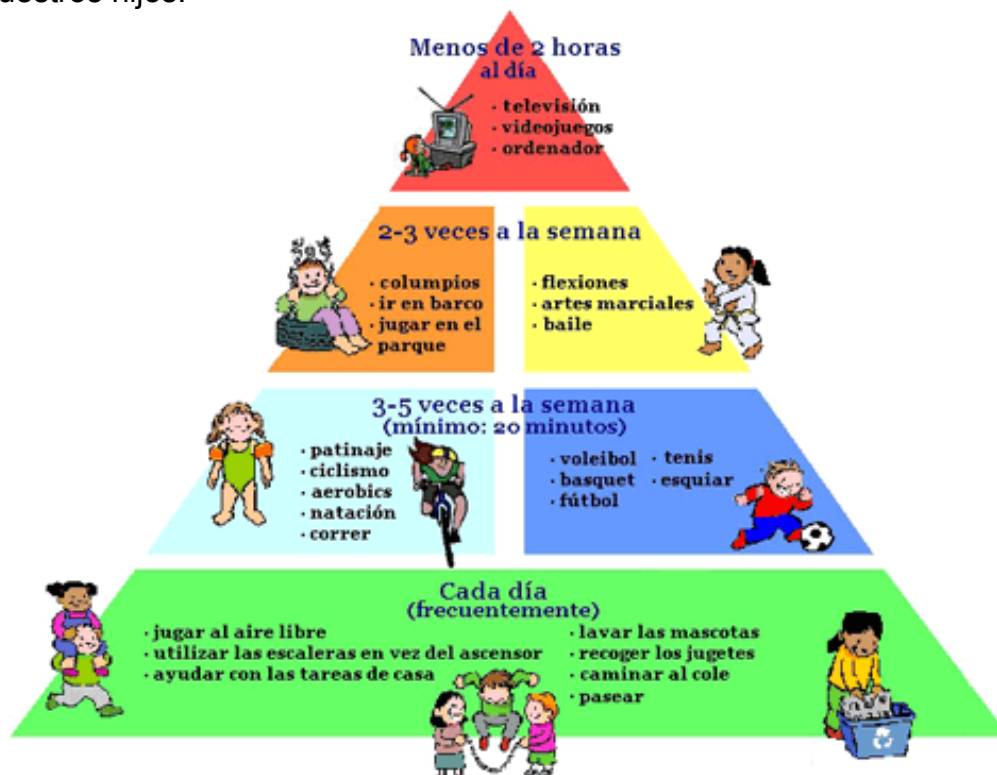 Menos de 2 horas
al día
· televisión
· videojuegos
· ordenador
2-3 veces a la semana
· columpios
· ir en barco
· jugar en el
parque
· flexiones
· artes marciales
· baile
3-5 veces a la semana
(mínimo: 20 minutos)
· patinaje
· ciclismo
· aerobics
· natación
· correr
· voleibol · tenis
· basquet · esquiar
· fútbol
Cada día
(frecuentemente)
· jugar al aire libre
· utilizar las escaleras en vez del ascensor
· ayudar con las tareas de casa
· lavar las mascotas
· recoger los jugetes
· caminar al cole
· pasear